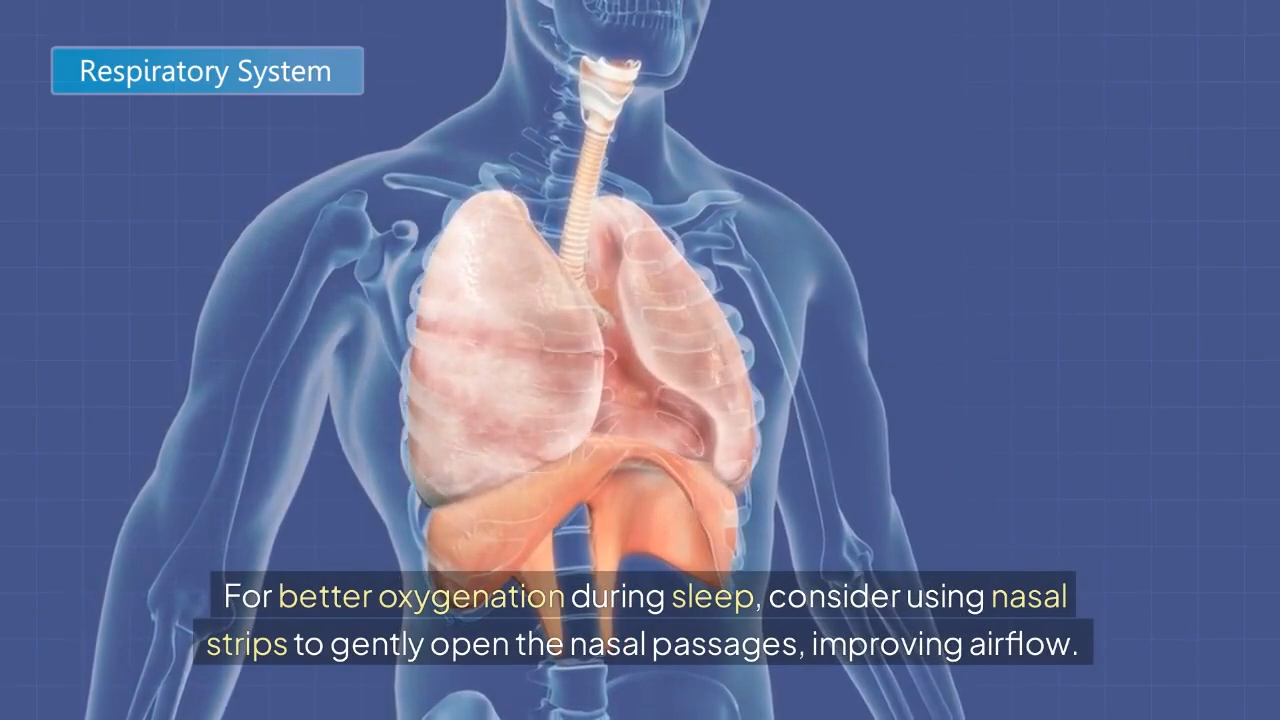 Respiratory System
For better oxygenation during sleep, consider using nasal
strips to gently open the nasal passages, improving airflow.